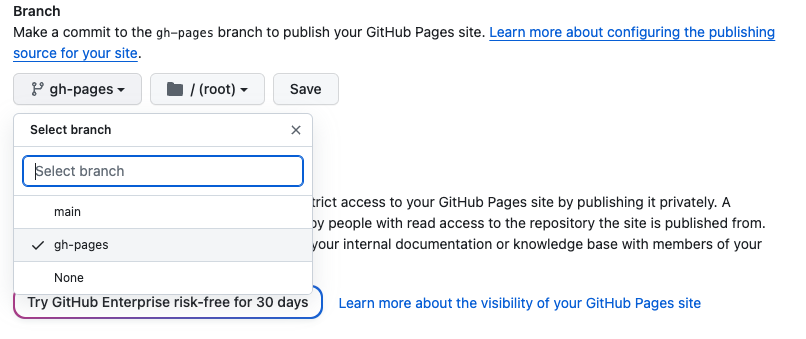 Branch
Make a commit to the gh-pages branch to publish your GitHub Pages site. Learn more about configuring the publishing
source for your site.
gh-pages / (root) Save
Select branch
Select branch
main
trict access to your GitHub Pages site by publishing it privately. A
by people with read access to the repository the site is published from.
gh-pages your internal documentation or knowledge base with members of your
None
Try GitHub Enterprise risk-free for 30 days Learn more about the visibility of your GitHub Pages site